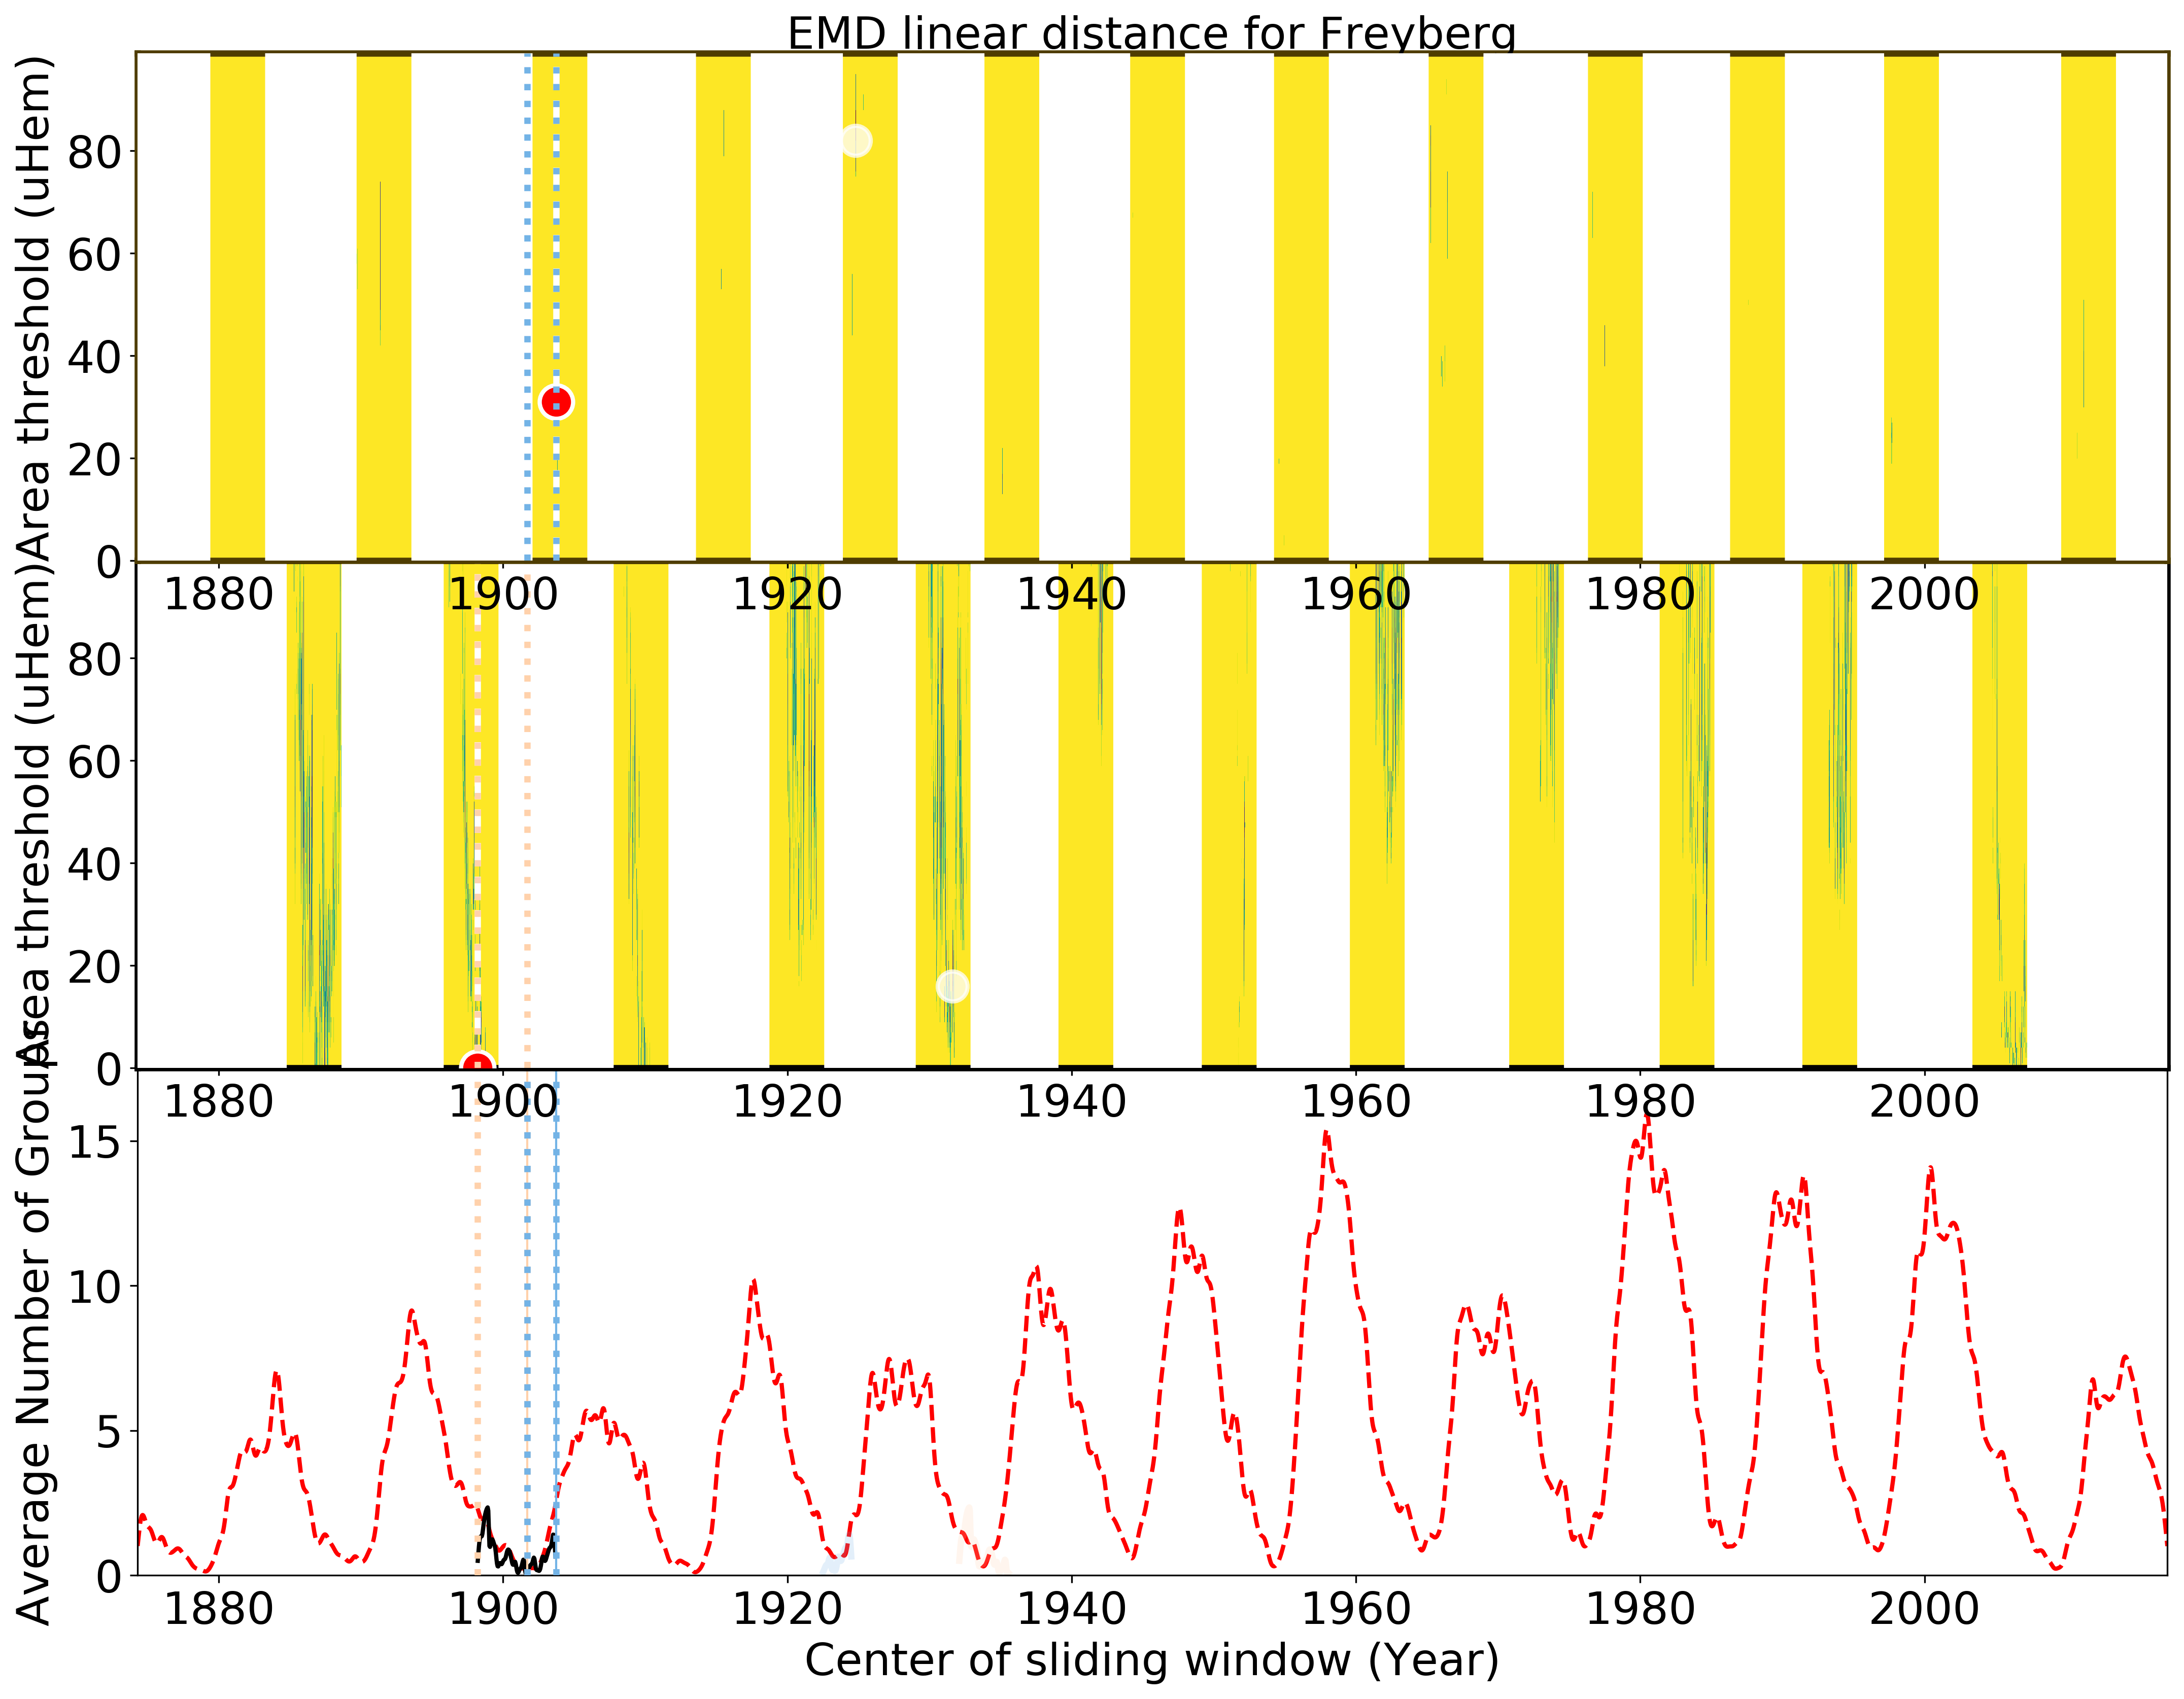 EMD linear distance for Freyberg
Area threshold (uHem)
80
60
40
20
0
1880 1900 1920 1940 1960 1980 2000
Area threshold (uHem)
80
60
40
20
0
1880 1900 1920 1940 1960 1980 2000
Average Number of Groups
15
10
5
0
1880 1900 1920 1940 1960 1980 2000
Center of sliding window (Year)